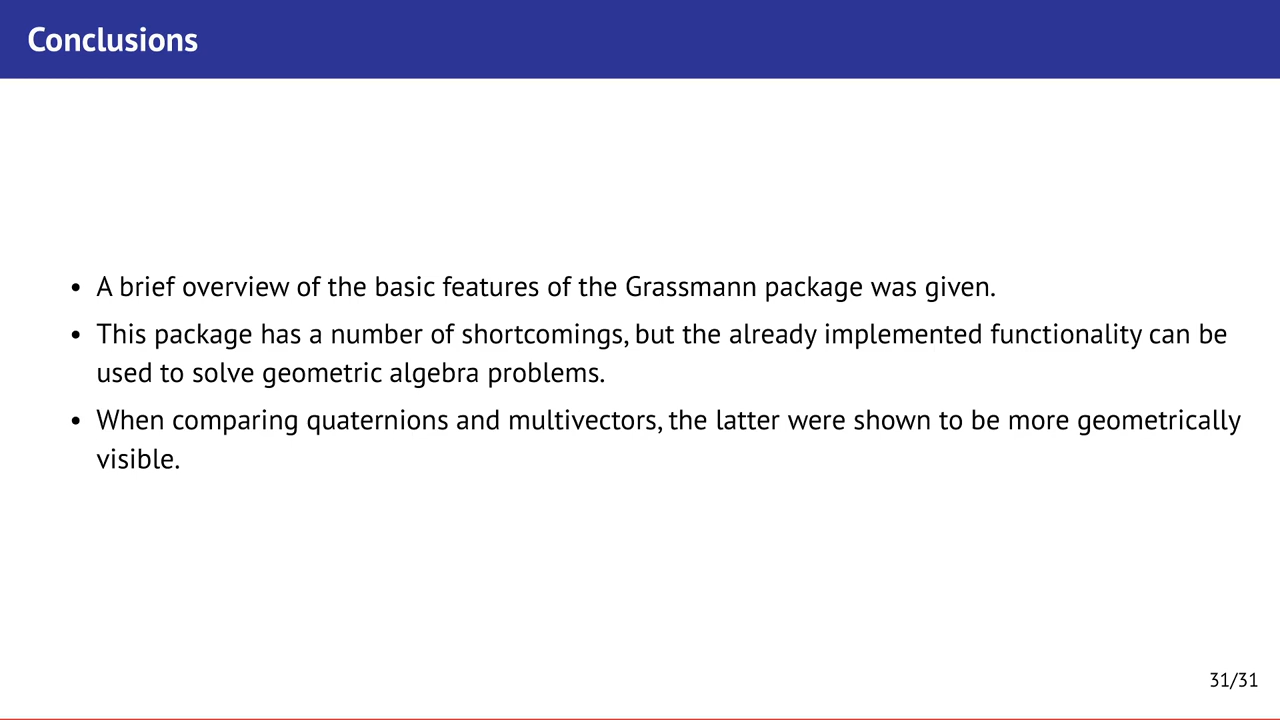 Conclusions
• A brief overview of the basic features of the Grassmann package was given.
• This package has a number of shortcomings, but the already implemented functionality can be
used to solve geometric algebra problems.
• When comparing quaternions and multivectors, the latter were shown to be more geometrically
visible.
31/31